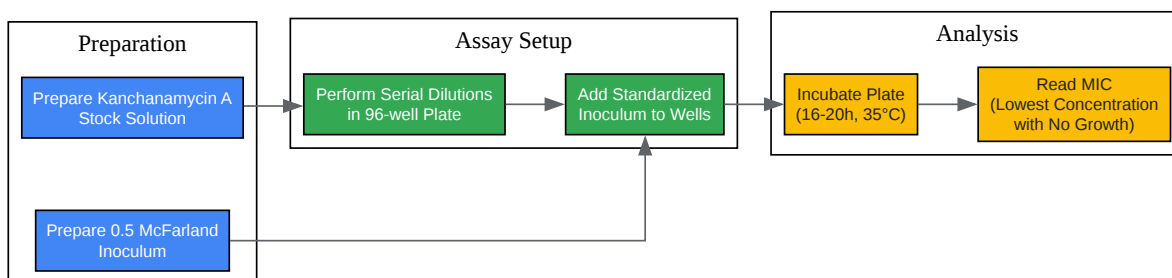 Preparation
Prepare Kanchanamycin A
Stock Solution
Prepare 0.5 McFarland
Inoculum
Assay Setup
Perform Serial Dilutions
in 96-well Plate
Add Standardized
Inoculum to Wells
Analysis
Incubate Plate
(16-20h, 35°C)
Read MIC
(Lowest Concentration
with No Growth)